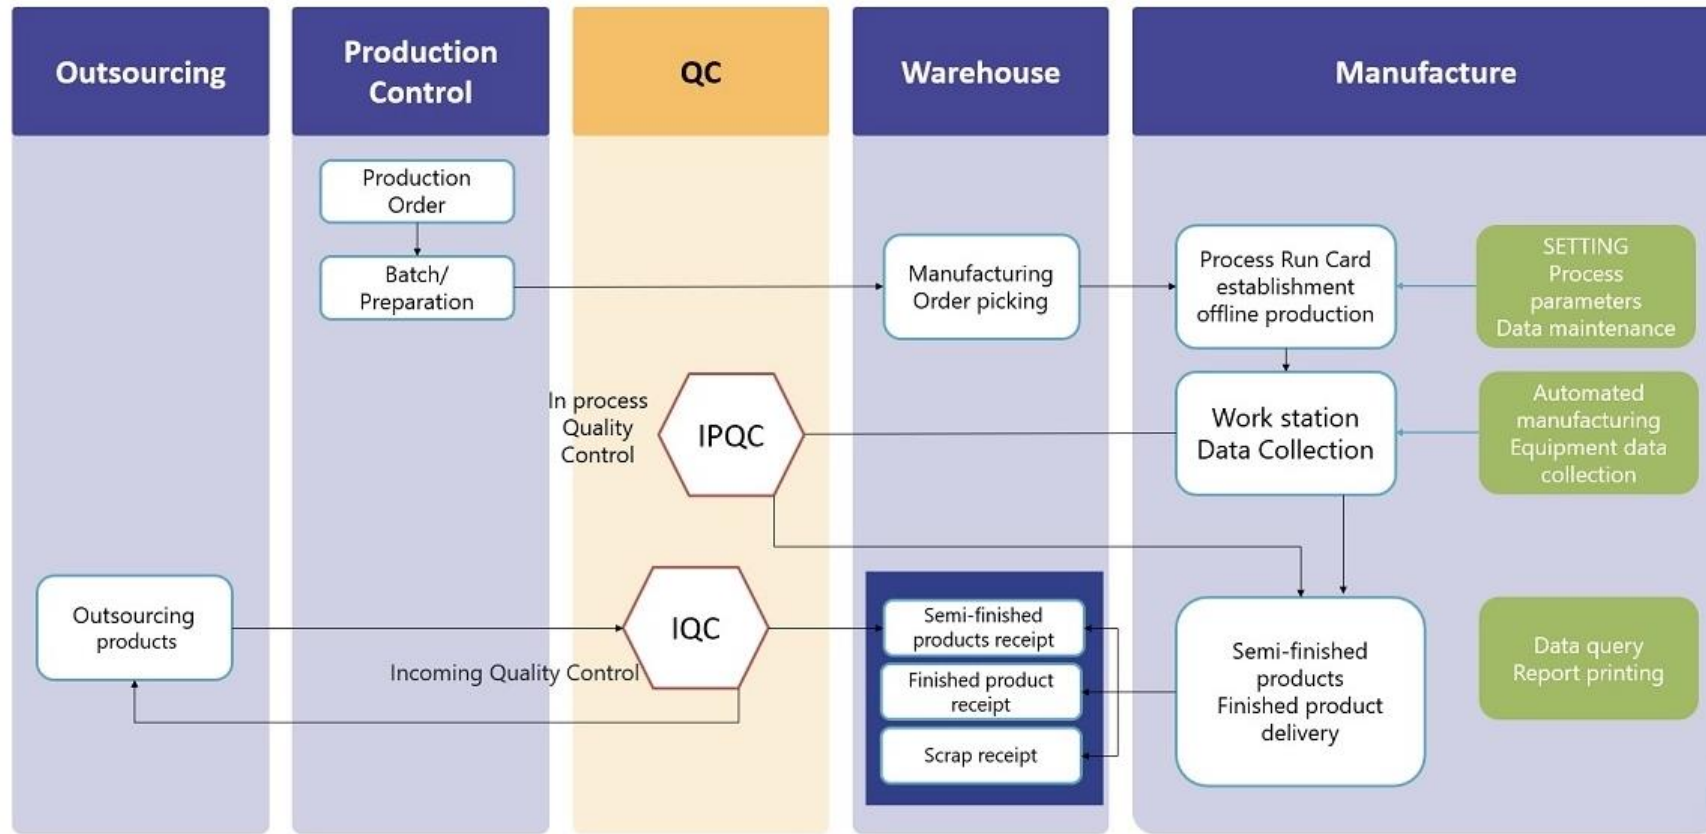 Outsourcing
Production
Control
QC
Warehouse
Manufacture
Production
Order
Batch/
Preparation
Manufacturing
Order picking
Process Run Card
establishment
offline production
SETTING
Process
parameters
Data maintenance
In process
Quality
Control
IPQC
Work station
Data Collection
Automated
manufacturing
Equipment data
collection
Outsourcing
products
Incoming Quality Control
IQC
Semi-finished
products receipt
Finished product
receipt
Scrap receipt
Semi-finished
products
Finished product
delivery
Data query
Report printing